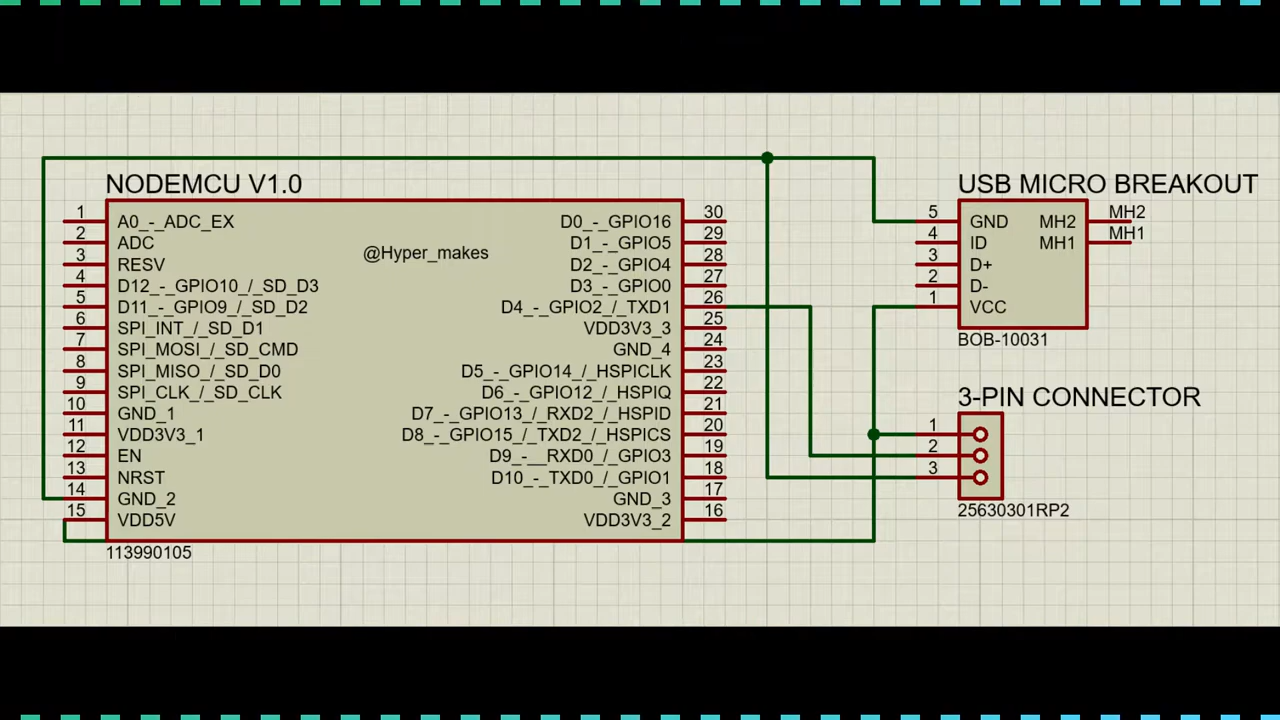 NODEMCU V1.0
@Hyper_makes
1 A0_-_ADC_EX
2 ADC
3 RESV
4 D12_-_GPIO10_/_SD_D3
5 D11_-_GPIO9_/_SD_D2
6 SPI_INT_/_SD_D1
7 SPI_MOSI_/_SD_CMD
8 SPI_MISO_/_SD_D0
9 SPI_CLK_/_SD_CLK
10 GND_1
11 VDD3V3_1
12 EN
13 NRST
14 GND_2
15 VDD5V
D0_-_GPIO16 30
D1_-_GPIO5 29
D2_-_GPIO4 28
D3_-_GPIO0 27
D4_-_GPIO2_/_TXD1 26
VDD3V3_3 25
GND_4 24
D5_-_GPIO14_/_HSPICLK 23
D6_-_GPIO12_/_HSPIQ 22
D7_-_GPIO13_/_RXD2_/_HSPID 21
D8_-_GPIO15_/_TXD2_/_HSPICS 20
D9_-__RXD0_/_GPIO3 19
D10_-_TXD0_/_GPIO1 18
GND_3 17
VDD3V3_2 16
113990105
USB MICRO BREAKOUT
5 GND MH2 MH2
4 ID MH1 MH1
3 D+
2 D-
1 VCC
BOB-10031
3-PIN CONNECTOR
1
2
3
25630301RP2